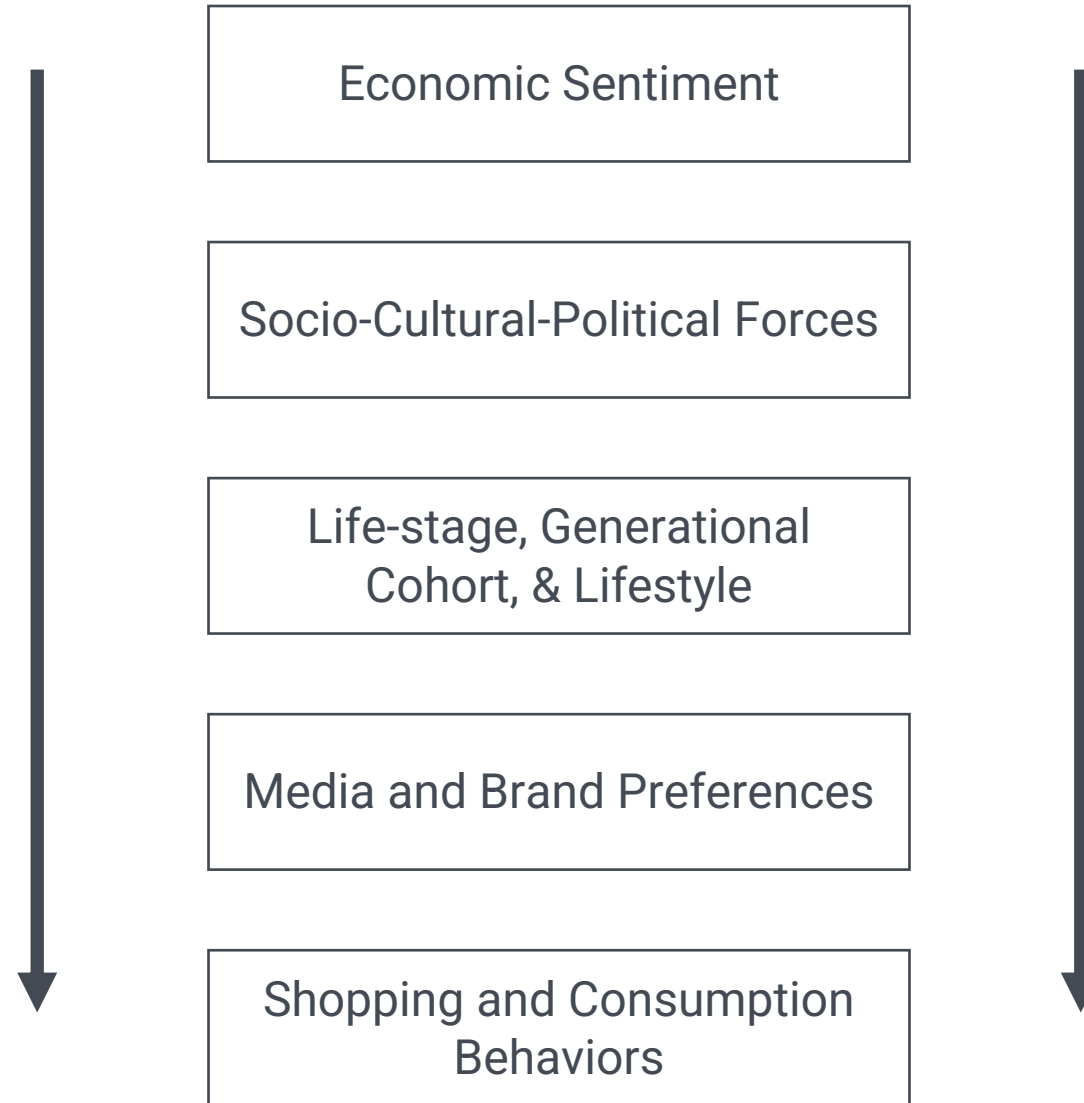 Economic Sentiment
Socio-Cultural-Political Forces
Life-stage, Generational
Cohort, & Lifestyle
Media and Brand Preferences
Shopping and Consumption
Behaviors